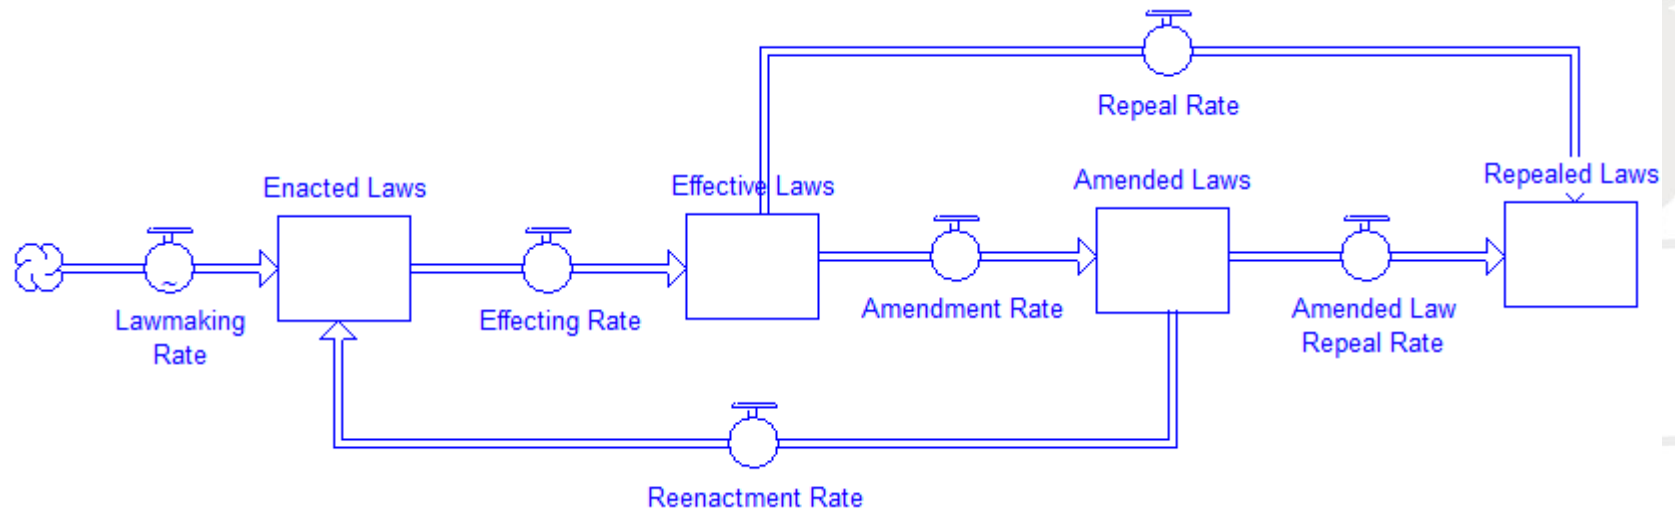 Repeal Rate
Enacted Laws
Effective Laws
Amended Laws
Repealed Laws
Lawmaking
Rate
Effecting Rate
Amendment Rate
Amended Law
Repeal Rate
Reenactment Rate